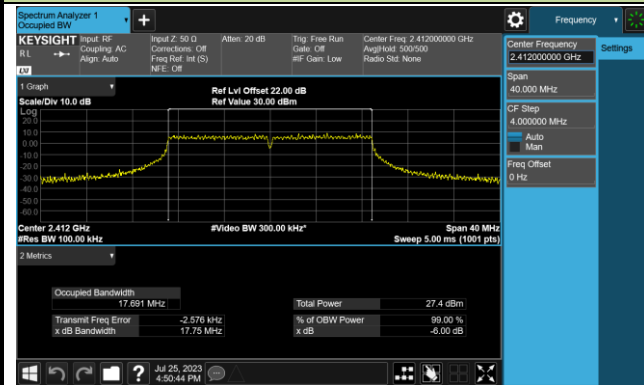 Spectrum Analyzer 1
Occupied BW
Frequency
KEYSIGHT
R L
LXI
Input: RF
Coupling: AC
Align: Auto
Input Z: 50 Ω
Corrections: Off
Freq Ref: Int (S)
NFE: Off
Atten: 20 dB
Trig: Free Run
Gate: Off
#IF Gain: Low
Center Freq: 2.412000000 GHz
Avg|Hold: 500/500
Radio Std: None
Center Frequency
2.412000000 GHz
Settings
Span
40.000 MHz
CF Step
4.000000 MHz
Auto
Man
Freq Offset
0 Hz
1 Graph
Scale/Div 10.0 dB
Ref Lvl Offset 22.00 dB
Ref Value 30.00 dBm
Log
20.0
10.0
0.00
-10.0
-20.0
-30.0
-40.0
-50.0
-60.0
Center 2.412 GHz
#Res BW 100.00 kHz
#Video BW 300.00 kHz*
Span 40 MHz
Sweep 5.00 ms (1001 pts)
2 Metrics
Occupied Bandwidth
17.691 MHz
Total Power 27.4 dBm
Transmit Freq Error -2.576 kHz
% of OBW Power 99.00 %
x dB Bandwidth 17.75 MHz
x dB -6.00 dB
?
Jul 25, 2023
4:50:44 PM